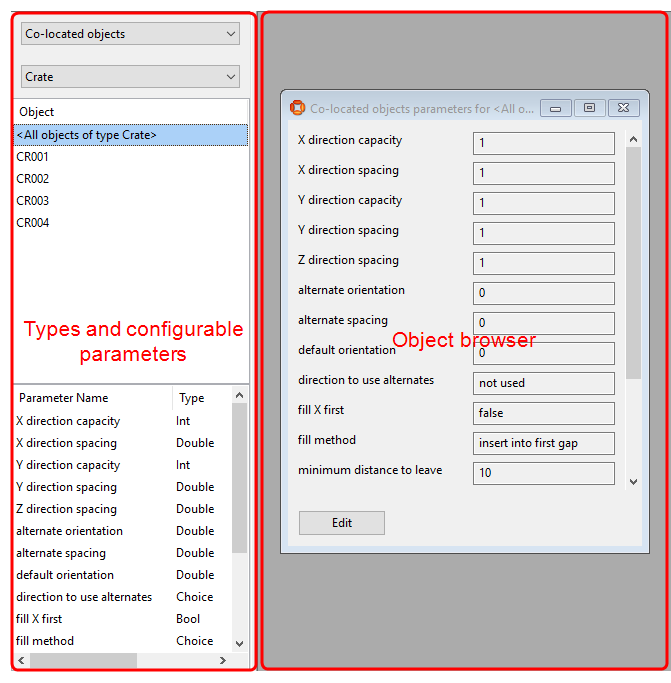 Co-located objects
Crate
Object
<All objects of type Crate>
CR001
CR002
CR003
CR004
Types and configurable
parameters
Parameter Name Type
X direction capacity Int
X direction spacing Double
Y direction capacity Int
Y direction spacing Double
Z direction spacing Double
alternate orientation Double
alternate spacing Double
default orientation Double
direction to use alternates Choice
fill X first Bool
fill method Choice
Co-located objects parameters for <All o...
X direction capacity 1
X direction spacing 1
Y direction capacity 1
Y direction spacing 1
Z direction spacing 1
alternate orientation 0
alternate spacing 0
Object browser
default orientation 0
direction to use alternates not used
fill X first false
fill method insert into first gap
minimum distance to leave 10
Edit